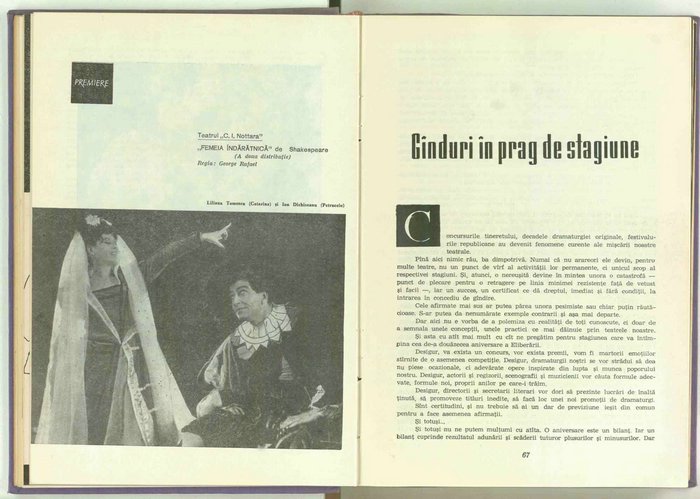 PREMIERE
Teatrul „C. I. Nottara"
„FEMEIA ÎNDĂRĂTNICĂ" de Shakespeare
(A doua distribuție)
Regia: George Rafael
Liliana Tomescu (Catarina) și Ion Dichiseanu (Petruccio)
Gînduri în prag de stagiune
Concursurile tineretului, decadele dramaturgiei originale, festivalu-
rile republicane au devenit fenomene curente ale mișcării noastre
teatrale.
Pînă aici nimic rău, ba dimpotrivă. Numai că nu arareori ele devin, pentru
multe teatre, nu un punct de vîrf al activității lor permanente, ci unicul scop al
respectivei stagiuni. Și, atunci, o nereușită devine în mintea unora o catastrofă —
punct de plecare pentru o retragere pe linia minimei rezistențe față de vetust
și facil — iar un succes, un certificat ce dă dreptul, imediat și fără condiții, la
intrarea în concediu de gîndire.
Cele afirmate mai sus ar putea părea unora pesimiste sau chiar puțin răută-
cioase. S-ar putea da nenumărate exemple contrarii și așa mai departe.
Dar aici nu e vorba de a polemiza cu realități de toți cunoscute, ci doar de
a semnala unele concepții, unele practici ce mai dăinuie prin teatrele noastre.
Și asta cu atît mai mult cu cît ne pregătim pentru stagiunea care va întîm-
pina cea de-a douăzecea aniversare a Eliberării.
Desigur, va exista un concurs, vor exista premii, vom fi martorii emoțiilor
stîrnite de o asemenea competiție. Desigur, dramaturgii noștri se vor strădui să dea
nu piese ocazionale, ci adevărate opere inspirate din lupta și munca poporului
nostru. Desigur, actorii și regizorii, scenografii și muzicienii vor căuta formule adec-
vate, formule noi, proprii anilor pe care-i trăim.
Desigur, directorii și secretarii literari vor dori să prezinte lucrări de înaltă
ținută, să promoveze titluri inedite, să facă loc unei noi promoții de dramaturgi.
Sînt certitudini, și nu trebuie să ai un dar de previziune ieșit din comun
pentru a face asemenea afirmații.
Și totuși...
Și totuși nu ne putem mulțumi cu atîta. O aniversare este un bilanț. Iar un
bilanț cuprinde rezultatul adunării și scăderii tuturor plusurilor și minusurilor. Dar
67